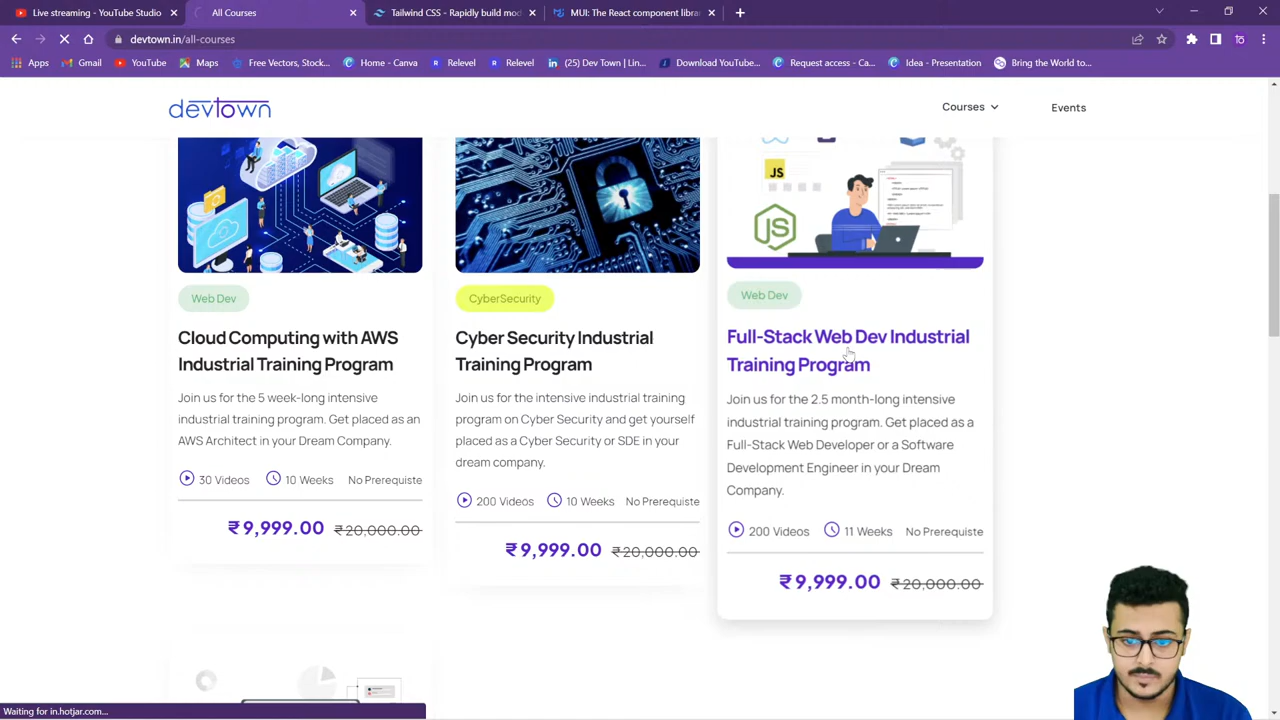 Live streaming - YouTube Studio
All Courses
Tailwind CSS - Rapidly build mod
MUI: The React component librar
devtown.in/all-courses
Apps
Gmail
YouTube
Maps
Free Vectors, Stock...
Home - Canva
Relevel
Relevel
(25) Dev Town | Lin...
Download YouTube...
Request access - Ca...
Idea - Presentation
Bring the World to...
devtown
Courses
Events
JS
JS
Web Dev
CyberSecurity
Web Dev
Cloud Computing with AWS
Industrial Training Program
Join us for the 5 week-long intensive
industrial training program. Get placed as an
AWS Architect in your Dream Company.
30 Videos
10 Weeks
No Prerequiste
₹ 9,999.00 ₹ 20,000.00
Cyber Security Industrial
Training Program
Join us for the intensive industrial training
program on Cyber Security and get yourself
placed as a Cyber Security or SDE in your
dream company.
200 Videos
10 Weeks
No Prerequiste
₹ 9,999.00 ₹ 20,000.00
Full-Stack Web Dev Industrial
Training Program
Join us for the 2.5 month-long intensive
industrial training program. Get placed as a
Full-Stack Web Developer or a Software
Development Engineer in your Dream
Company.
200 Videos
11 Weeks
No Prerequiste
₹ 9,999.00 ₹ 20,000.00
Waiting for in.hotjar.com...